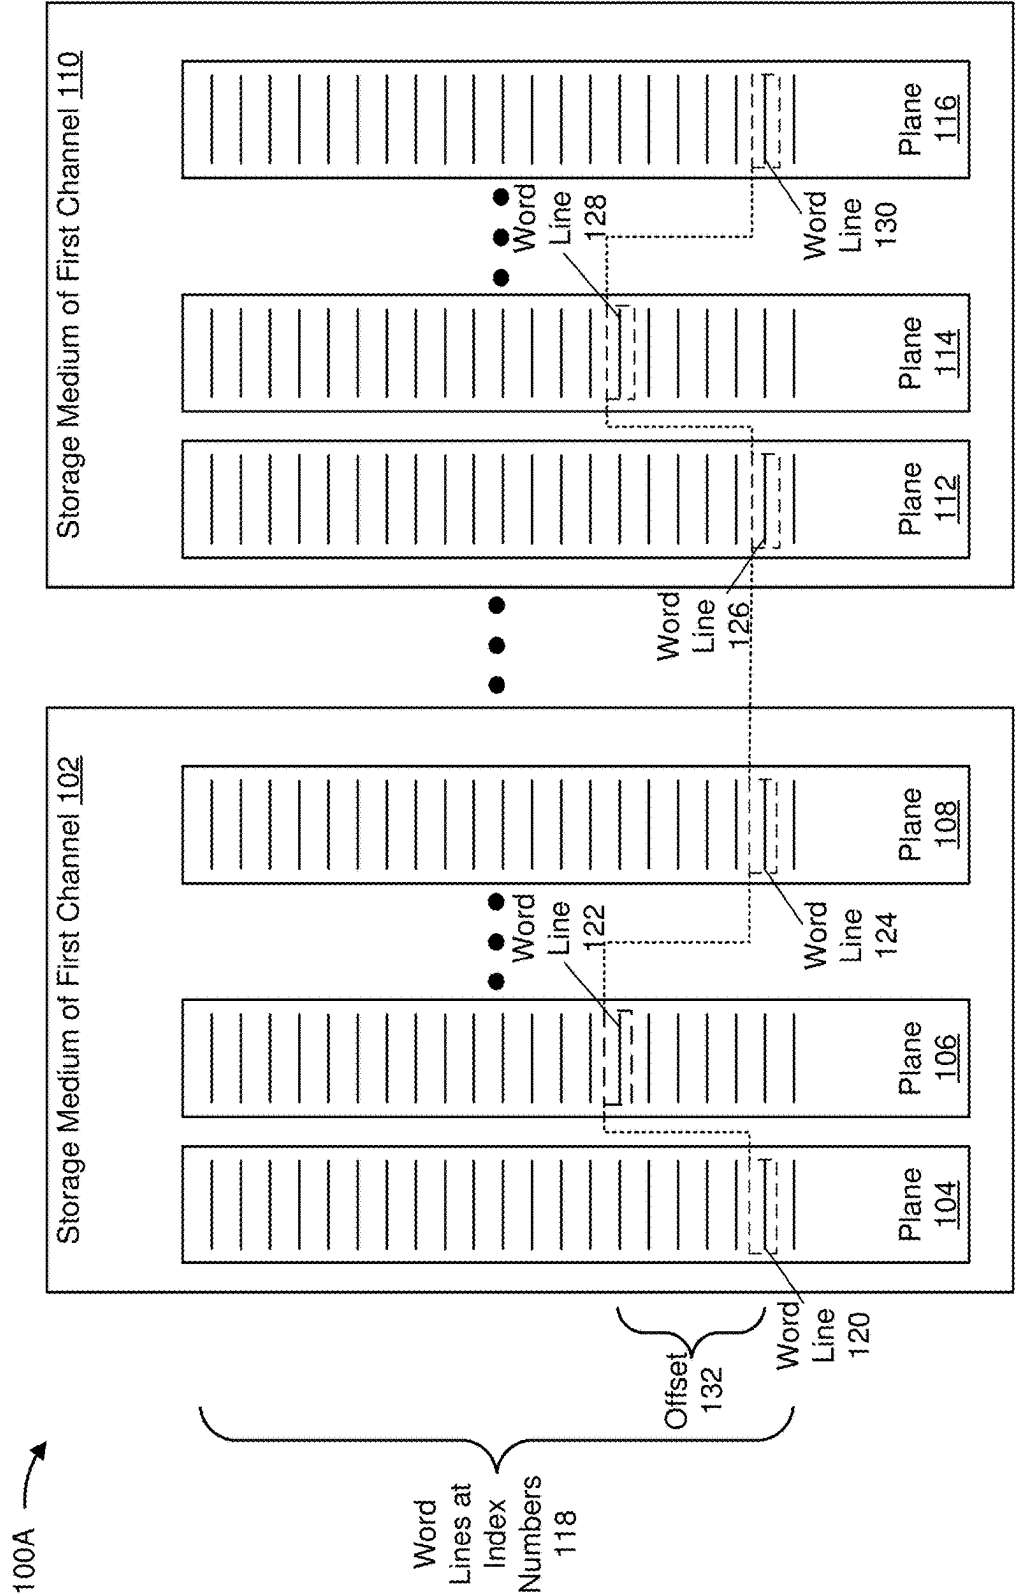 100A
Storage Medium of First Channel 102
Storage Medium of First Channel 110
Word
Lines at
Index
Numbers
118
Offset
132
Word
Line
120
Word
Line
122
Word
Line
124
Word
Line
126
Word
Line
128
Word
Line
130
Plane
104
Plane
106
Plane
108
Plane
112
Plane
114
Plane
116